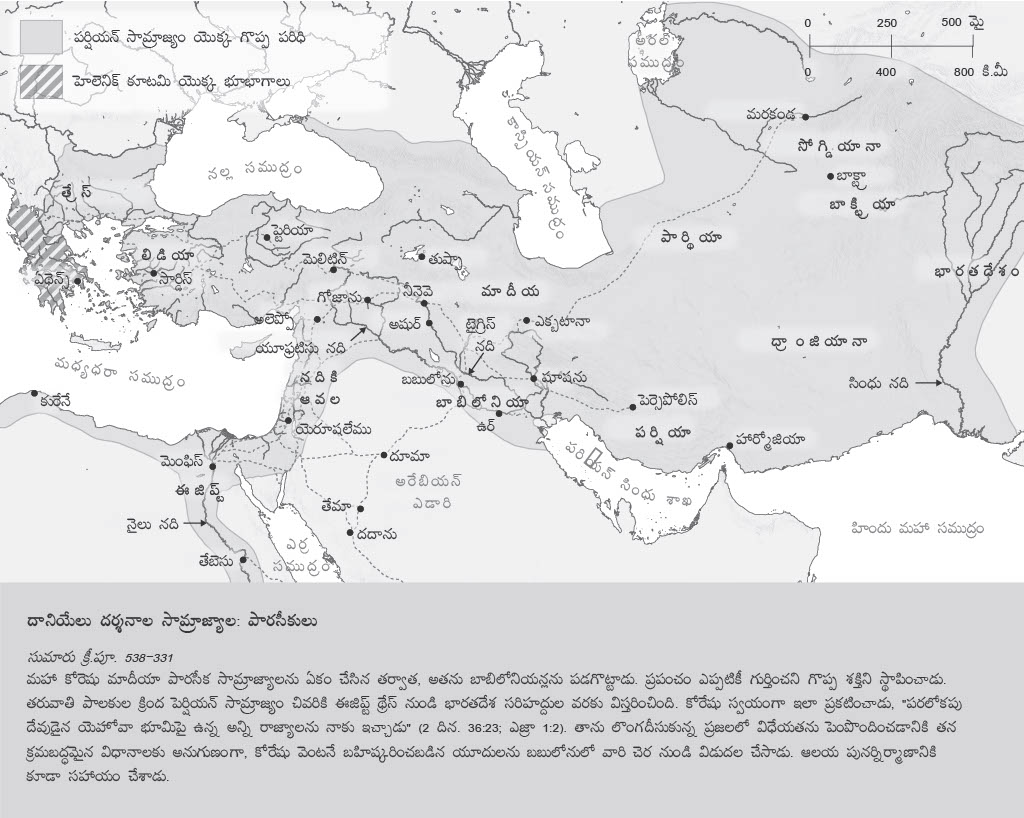 పర్షియన్ సామ్రాజ్యం యొక్క గొప్ప పరిధి
హెలెనిక్ కూటమి యొక్క భూభాగాలు
0 250 500 మై
0 400 800 కి.మీ
అరల్
సముద్రం
మరకండ
సోగ్డియానా
బాక్ట్రా
బాక్ట్రియా
కాస్పియన్ సముద్రం
నల్ల సముద్రం
త్రేస్
ప్టెరియా
లిడియా
మెలిటిన్
తుష్పా
పార్థియా
భారతదేశం
ఏథెన్స్
సార్డిస్
గోజాను
నీనెవె
మాదీయ
అలెప్పో
అషుర్
టైగ్రిస్
నది
ఎక్బటానా
యూఫ్రటీసు నది
ద్రాంజియానా
మధ్యధరా సముద్రం
నదికి
ఆవల
బబులోను
షూషను
సింధు నది
కురేనే
బాబిలోనియా
పెర్సెపోలిస్
యెరూషలేము
ఉర్
పర్షియా
హార్మోజియా
మెంఫిస్
దూమా
పర్షియన్ సింధు శాఖ
ఈజిప్ట్
అరేబియన్
ఎడారి
తేమా
నైలు నది
దదాను
హిందు మహా సముద్రం
ఎర్ర
సముద్రం
తేబెసు
దానియేలు దర్శనాల సామ్రాజ్యాల: పారసీకులు
సుమారు క్రీ.పూ. 538–331
మహా కోరెషు మాదీయా పారసీక సామ్రాజ్యాలను ఏకం చేసిన తర్వాత, అతను బాబిలోనియన్లను పడగొట్టాడు. ప్రపంచం ఎప్పటికీ గుర్తించని గొప్ప శక్తిని స్థాపించాడు.
తరువాతి పాలకుల క్రింద పెర్షియన్ సామ్రాజ్యం చివరికి ఈజిప్ట్ థ్రేస్ నుండి భారతదేశ సరిహద్దుల వరకు విస్తరించింది. కోరేషు స్వయంగా ఇలా ప్రకటించాడు, "పరలోకపు
దేవుడైన యెహోవా భూమిపై ఉన్న అన్ని రాజ్యాలను నాకు ఇచ్చాడు" (2 దిన. 36:23; ఎజ్రా 1:2). తాను లొంగదీసుకున్న ప్రజలలో విధేయతను పెంపొందించడానికి తన
క్రమబద్ధమైన విధానాలకు అనుగుణంగా, కోరేషు వెంటనే బహిష్కరించబడిన యూదులను బబులోనులో వారి చెర నుండి విడుదల చేసాడు. ఆలయ పునర్నిర్మాణానికి
కూడా సహాయం చేశాడు.